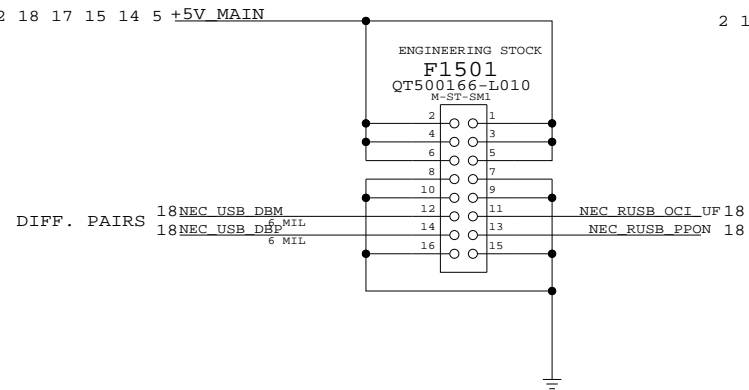 2 18 17 15 14 5 +5V_MAIN
2 1
ENGINEERING STOCK
F1501
QT500166-L010
M-ST-SM1
2 1
4 3
6 5
8 7
10 9
18 NEC_USB_DBM 12 11 NEC_RUSB_OCI_UF 18
6 MIL
DIFF. PAIRS
18 NEC_USB_DBP 14 13 NEC_RUSB_PPON 18
6 MIL
16 15